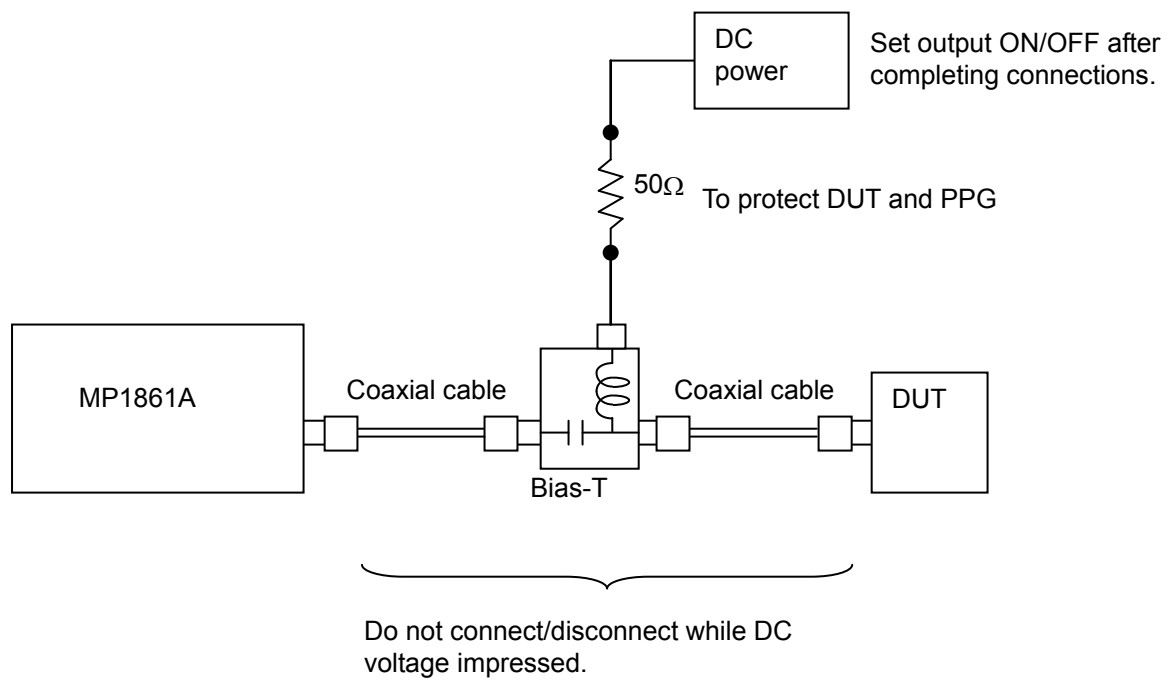 DC
power
Set output ON/OFF after
completing connections.
50Ω
To protect DUT and PPG
MP1861A
Coaxial cable
Coaxial cable
DUT
Bias-T
Do not connect/disconnect while DC
voltage impressed.